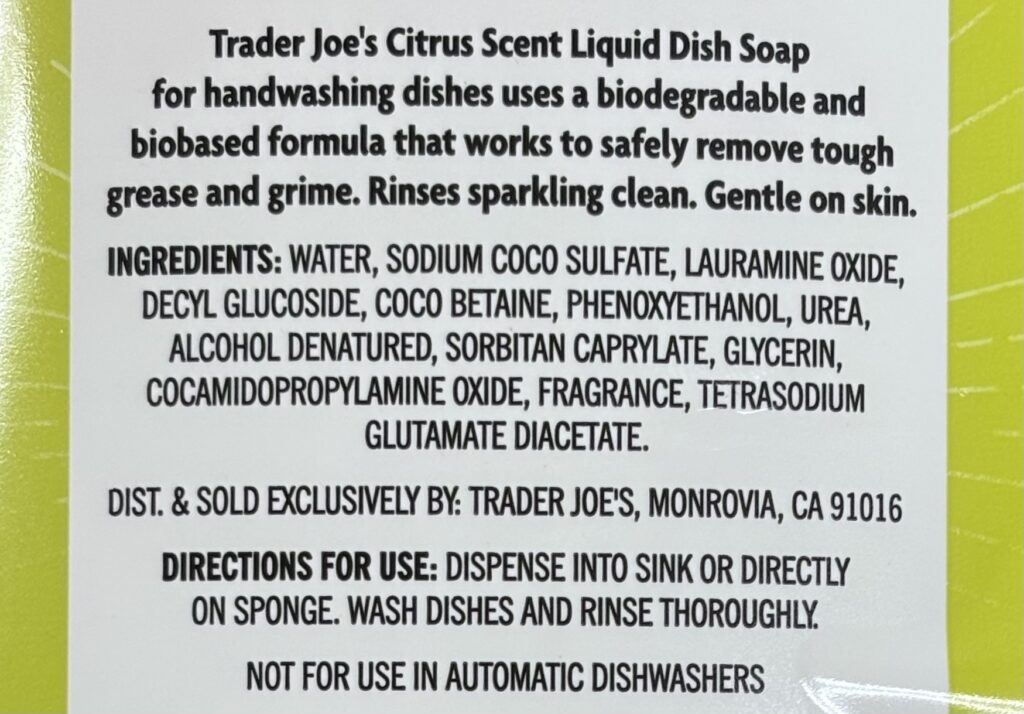 Trader Joe's Citrus Scent Liquid Dish Soap
for handwashing dishes uses a biodegradable and
biobased formula that works to safely remove tough
grease and grime. Rinses sparkling clean. Gentle on skin.
INGREDIENTS: WATER, SODIUM COCO SULFATE, LAURAMINE OXIDE,
DECYL GLUCOSIDE, COCO BETAINE, PHENOXYETHANOL, UREA,
ALCOHOL DENATURED, SORBITAN CAPRYLATE, GLYCERIN,
COCAMIDOPROPYLAMINE OXIDE, FRAGRANCE, TETRASODIUM
GLUTAMATE DIACETATE.
DIST. & SOLD EXCLUSIVELY BY: TRADER JOE'S, MONROVIA, CA 91016
DIRECTIONS FOR USE: DISPENSE INTO SINK OR DIRECTLY
ON SPONGE. WASH DISHES AND RINSE THOROUGHLY.
NOT FOR USE IN AUTOMATIC DISHWASHERS